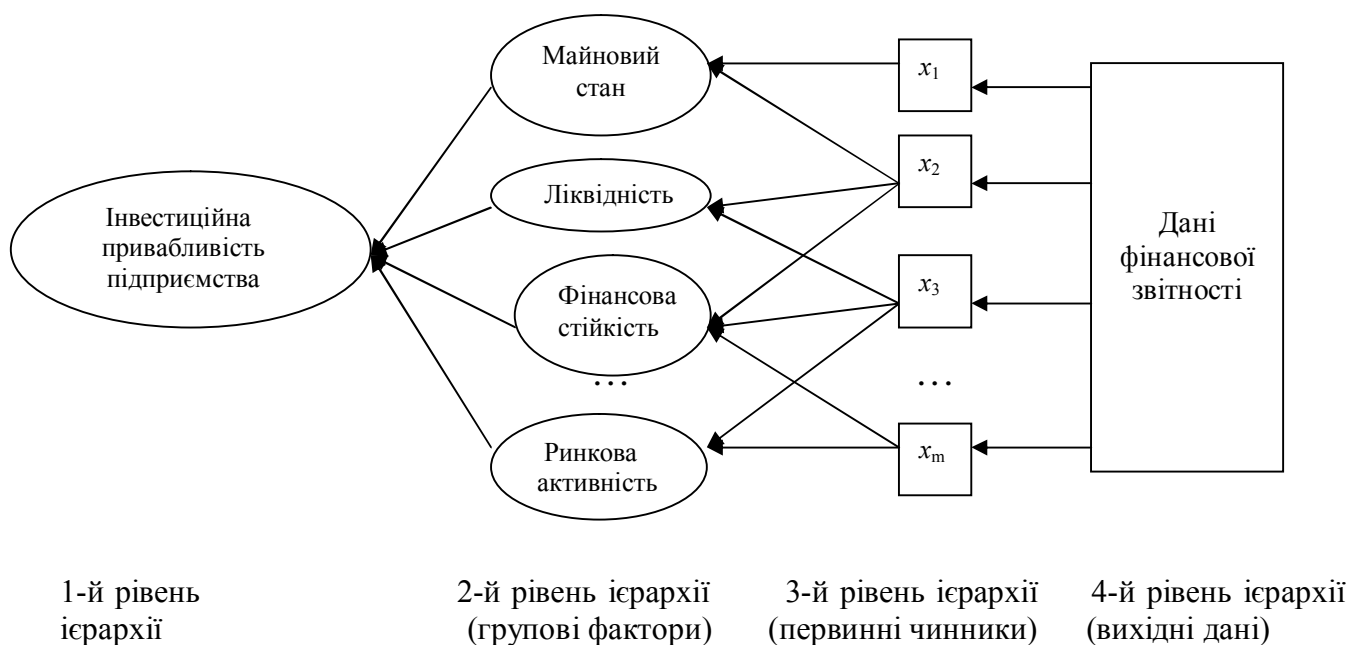 Майновий
стан
x1
x2
Ліквідність
Інвестиційна
привабливість
підприємства
Дані
фінансової
звітності
Фінансова
стійкість
x3
...
...
Ринкова
активність
xm
1-й рівень
ієрархії
2-й рівень ієрархії
(групові фактори)
3-й рівень ієрархії
(первинні чинники)
4-й рівень ієрархії
(вихідні дані)